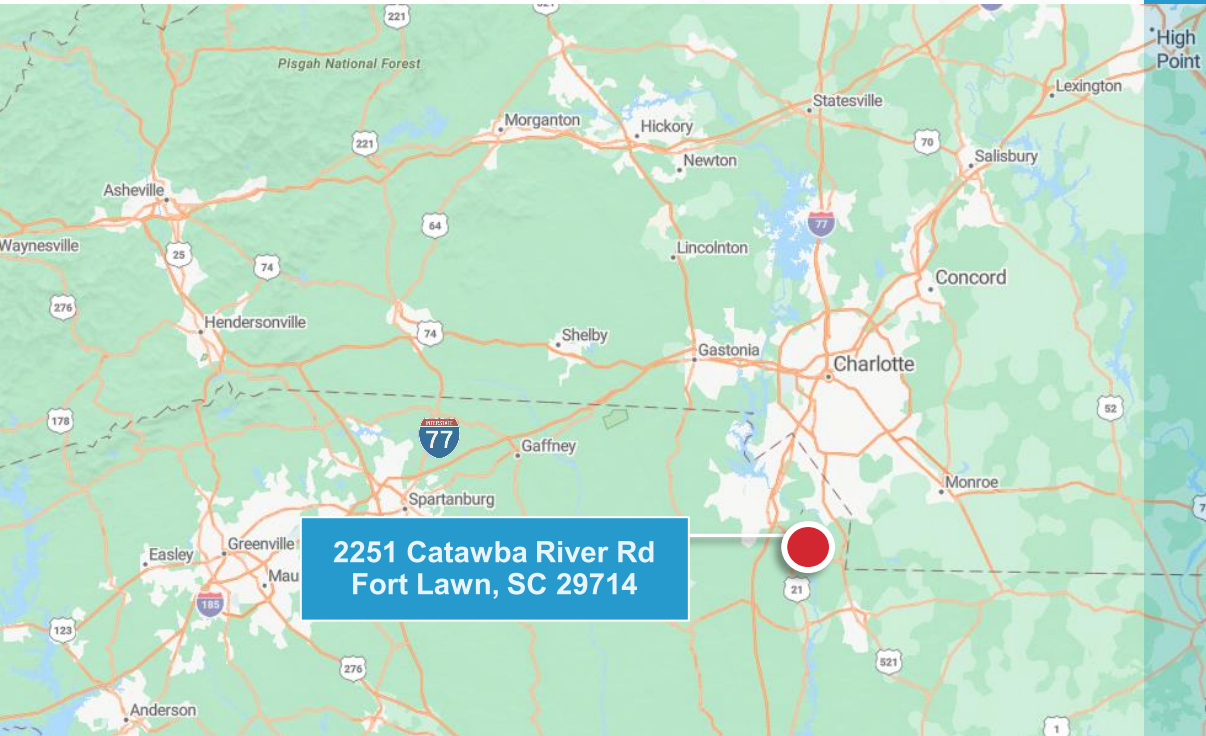 221
321
High
Point
Pisgah National Forest
Lexington
Statesville
Morganton
Hickory
221
70
Newton
Salisbury
Asheville
64
77
Waynesville
25
74
Lincolnton
Concord
276
Hendersonville
74
Shelby
Gastonia
Charlotte
178
52
INTERSTATE
77
Gaffney
Monroe
Spartanburg
2251 Catawba River Rd
Fort Lawn, SC 29714
Greenville
Easley
Mau
21
185
123
276
521
Anderson
1